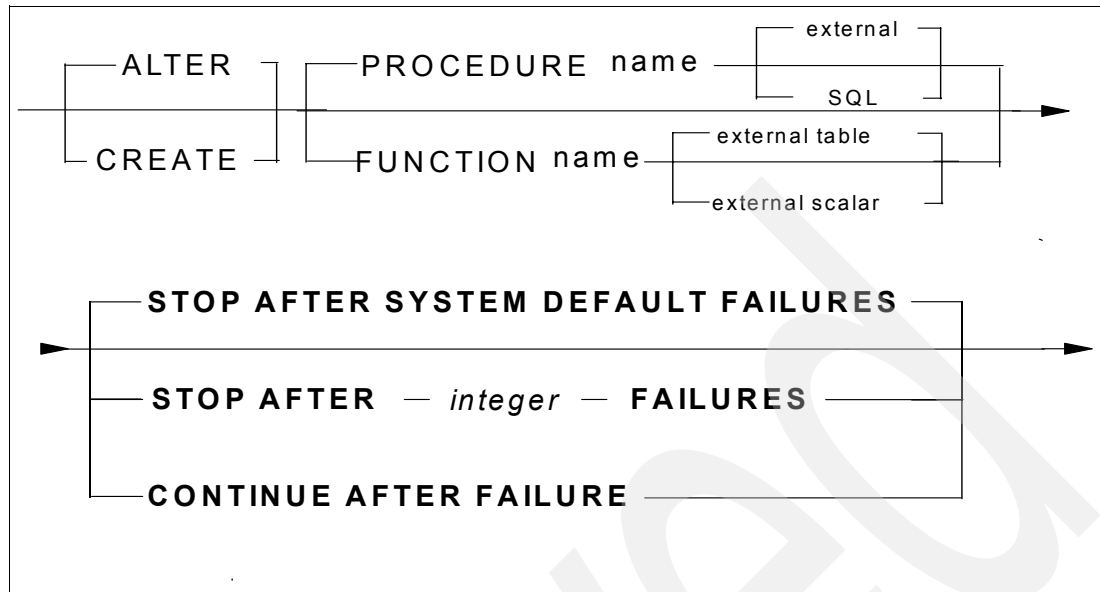 external
ALTER PROCEDURE name
SQL
CREATE FUNCTION name external table
external scalar
STOP AFTER SYSTEM DEFAULT FAILURES
STOP AFTER integer FAILURES
CONTINUE AFTER FAILURE